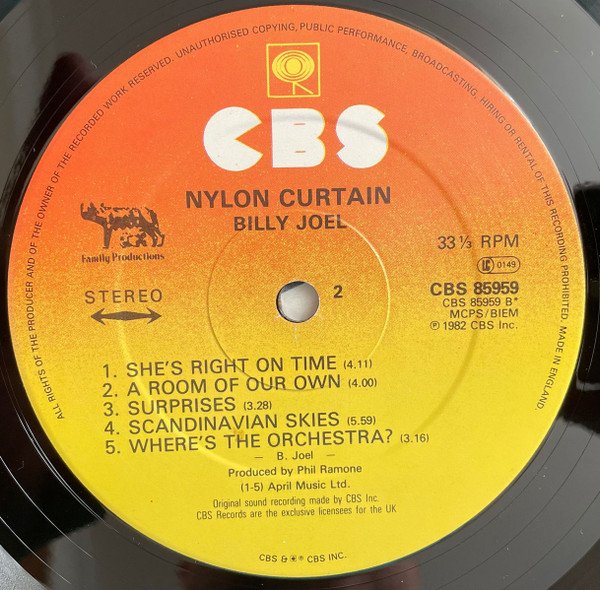 ALL RIGHTS OF THE PRODUCER AND OF THE OWNER OF THE RECORDED WORK RESERVED. UNAUTHORISED COPYING, PUBLIC PERFORMANCE, BROADCASTING, HIRING OR RENTAL OF THIS RECORDING PROHIBITED. MADE IN ENGLAND.
CBS
NYLON CURTAIN
BILLY JOEL
Family Productions
33⅓ RPM
LC 0149
STEREO
2
CBS 85959
CBS 85959 B*
MCPS/BIEM
℗ 1982 CBS Inc.
1. SHE'S RIGHT ON TIME (4.11)
2. A ROOM OF OUR OWN (4.00)
3. SURPRISES (3.28)
4. SCANDINAVIAN SKIES (5.59)
5. WHERE'S THE ORCHESTRA? (3.16)
— B. Joel —
Produced by Phil Ramone
(1-5) April Music Ltd.
Original sound recording made by CBS Inc.
CBS Records are the exclusive licensees for the UK
CBS & ® CBS INC.